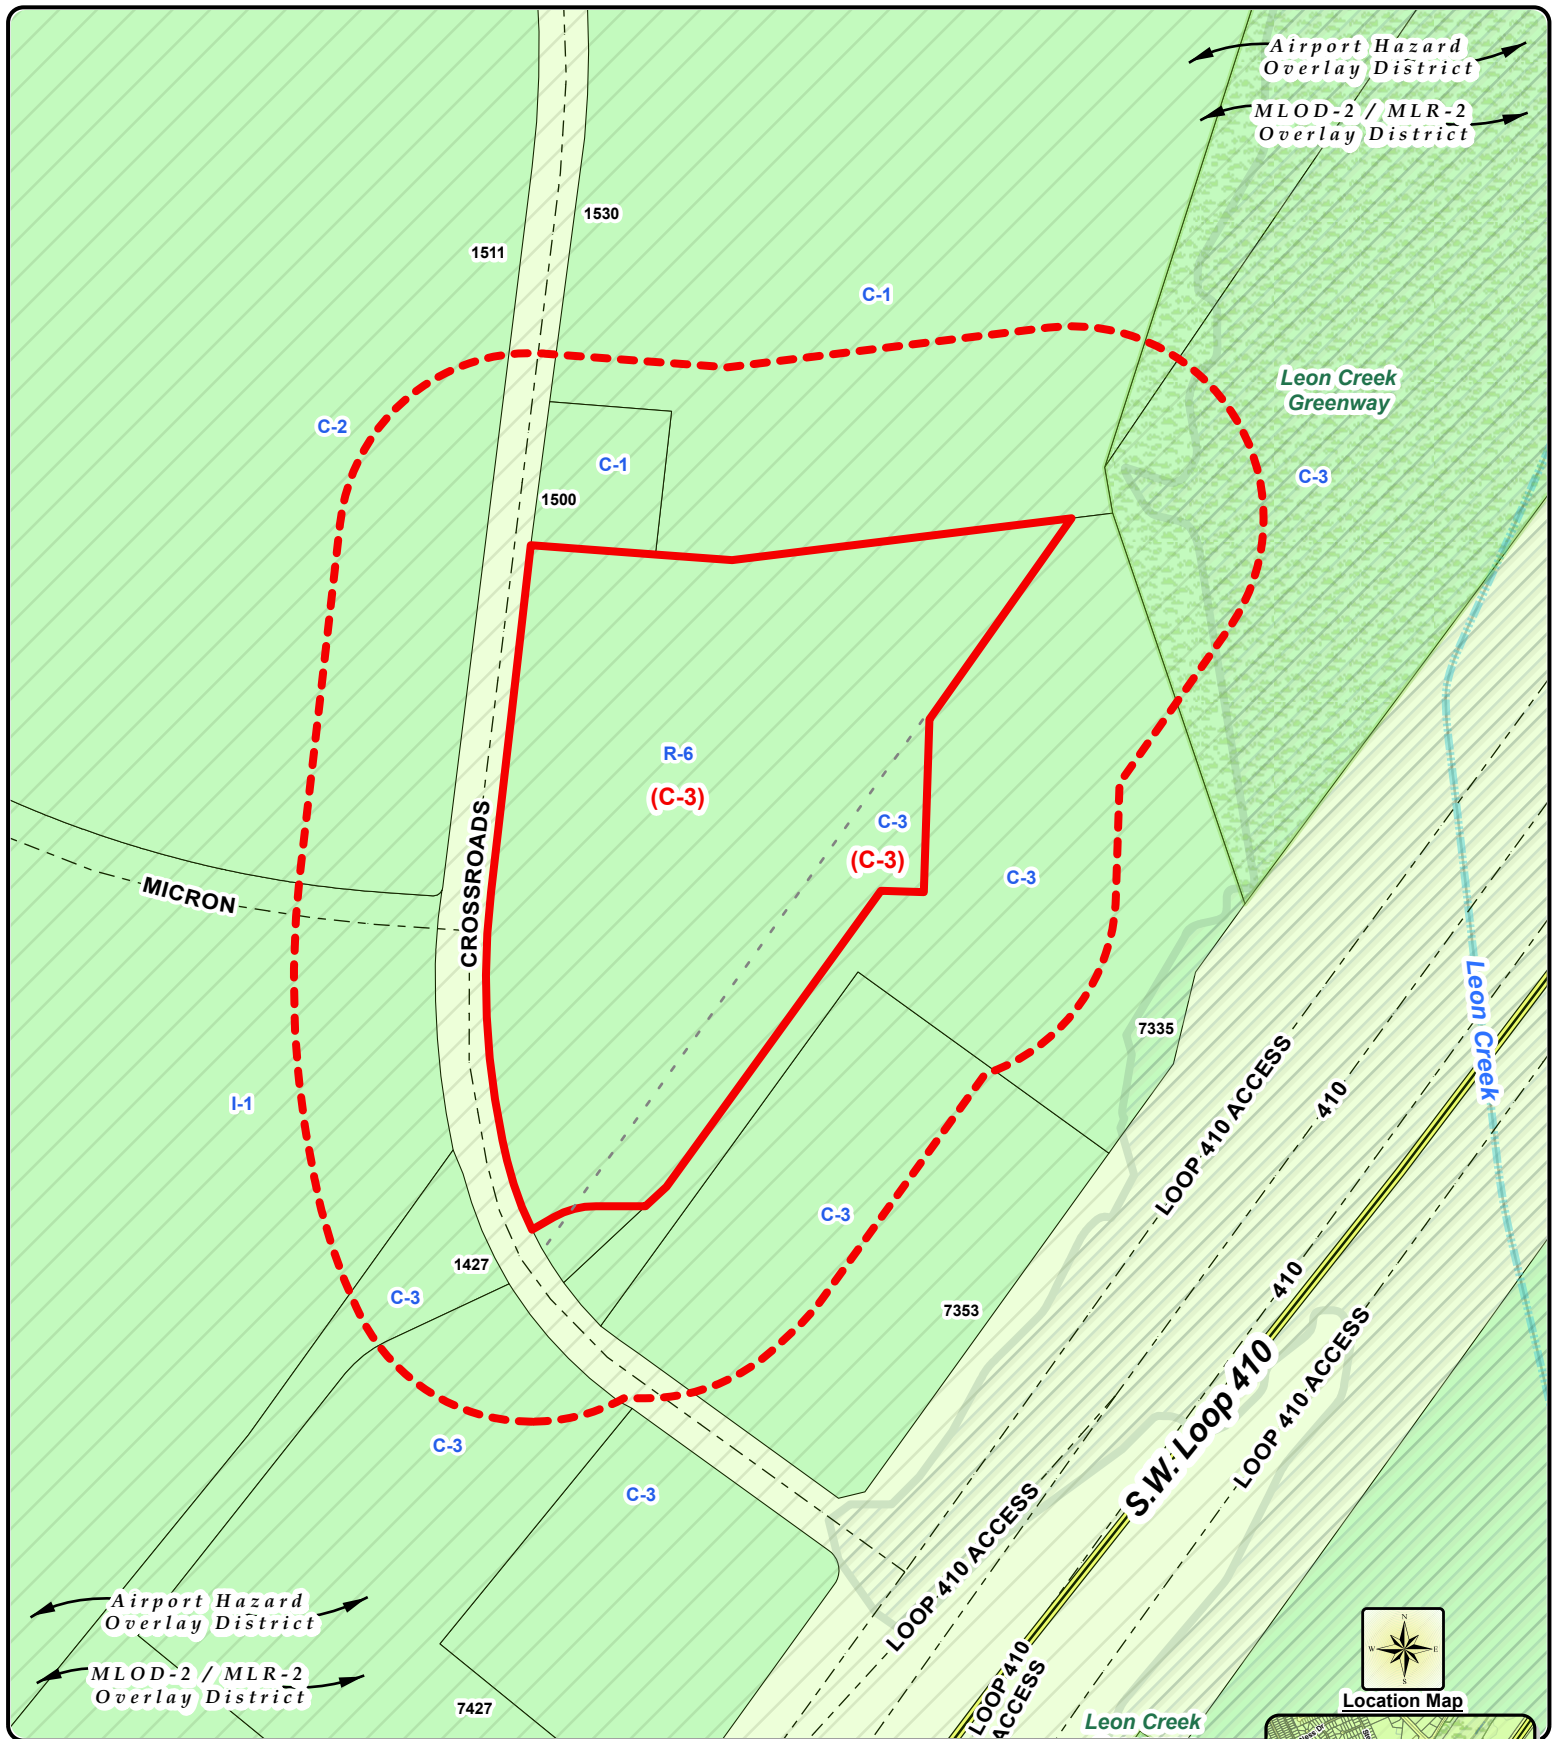 Airport Hazard
Overlay District
MLOD-2 / MLR-2
Overlay District
1530
1511
C-1
Leon Creek
Greenway
C-2
C-1
C-3
1500
R-6
(C-3)
C-3
(C-3)
C-3
CROSSROADS
MICRON
Leon Creek
7335
I-1
LOOP 410 ACCESS
410
C-3
1427
410
C-3
7353
LOOP 410 ACCESS
S.W. Loop 410
C-3
C-3
LOOP 410 ACCESS
Airport Hazard
Overlay District
MLOD-2 / MLR-2
Overlay District
N
W
E
S
LOOP 410
ACCESS
Location Map
7427
Leon Creek